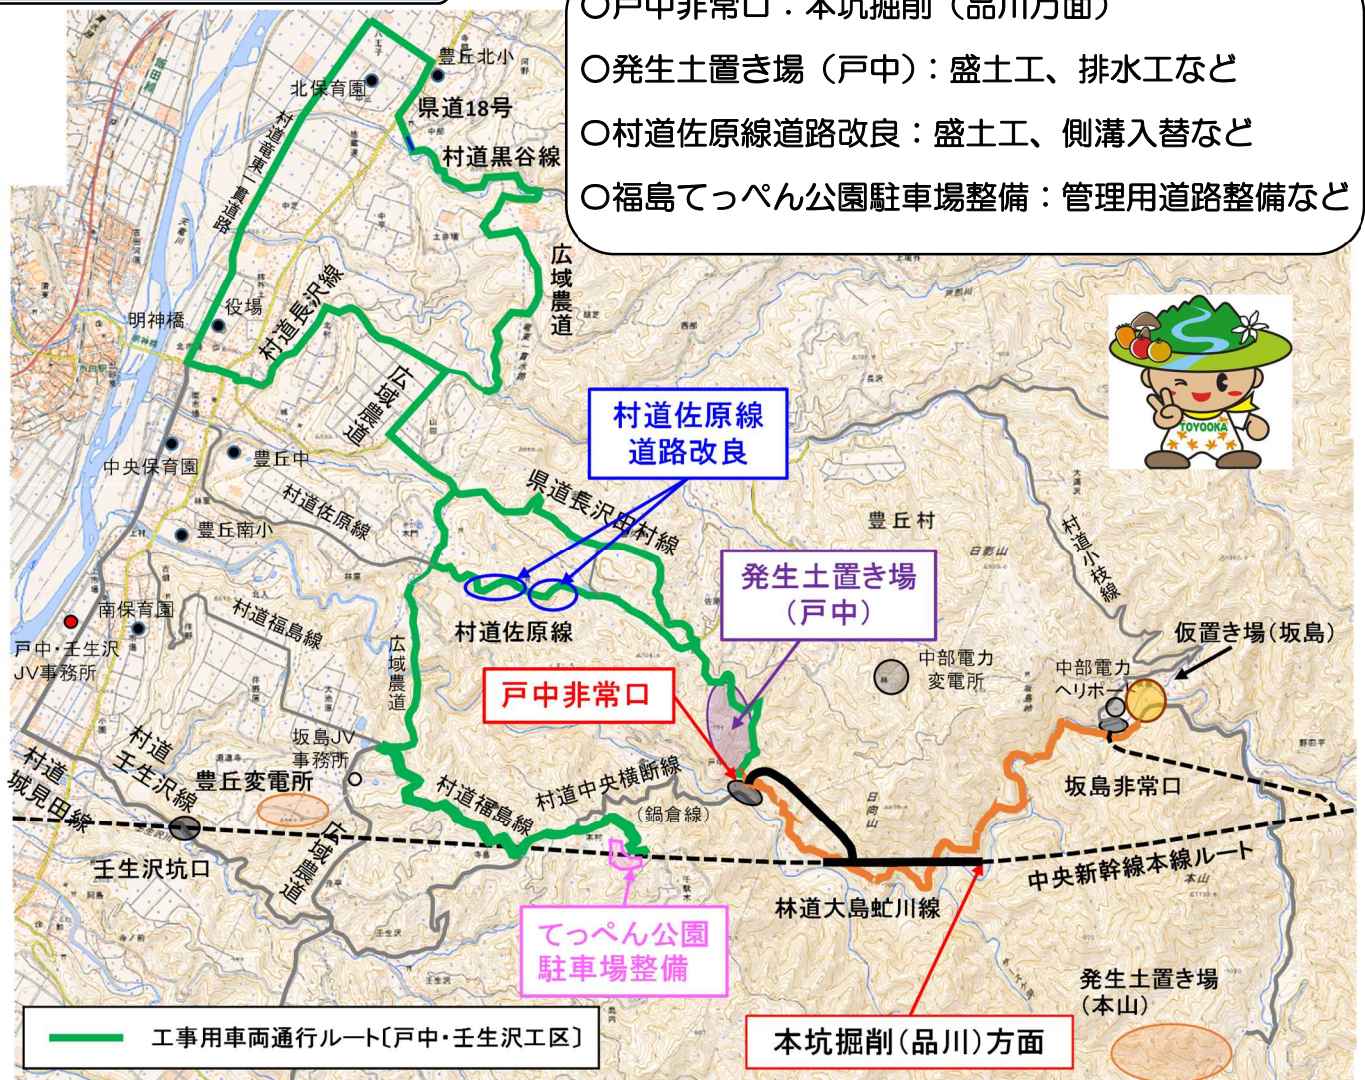 〇戸中非常口：本坑掘削（品川方面）
〇発生土置き場（戸中）：盛土工、排水工など
〇村道佐原線道路改良：盛土工、側溝入替など
〇福島てっぺん公園駐車場整備：管理用道路整備など
豊丘北小
北保育園
県道18号
村道竜東一貫道路
村道黒谷線
広域農道
役場
明神橋
村道長沢線
広域農道
TOYOOKA
村道佐原線
道路改良
中央保育園
豊丘中
村道佐原線
県道長沢田村線
豊丘南小
豊丘村
日影山
村道小枝線
発生土置き場
（戸中）
南保育園
村道福島線
村道佐原線
戸中・壬生沢
JV事務所
広域農道
中部電力
変電所
仮置き場（坂島）
中部電力
ヘリポート
戸中非常口
坂島JV
事務所
村道
壬生沢線
豊丘変電所
村道
城見田線
村道福島線
村道中央横断線
（鍋倉線）
日向山
坂島非常口
広域農道
壬生沢坑口
中央新幹線本線ルート
本山
林道大島虻川線
てっぺん公園
駐車場整備
発生土置き場
（本山）
工事用車両通行ルート〔戸中・壬生沢工区〕
本坑掘削（品川）方面